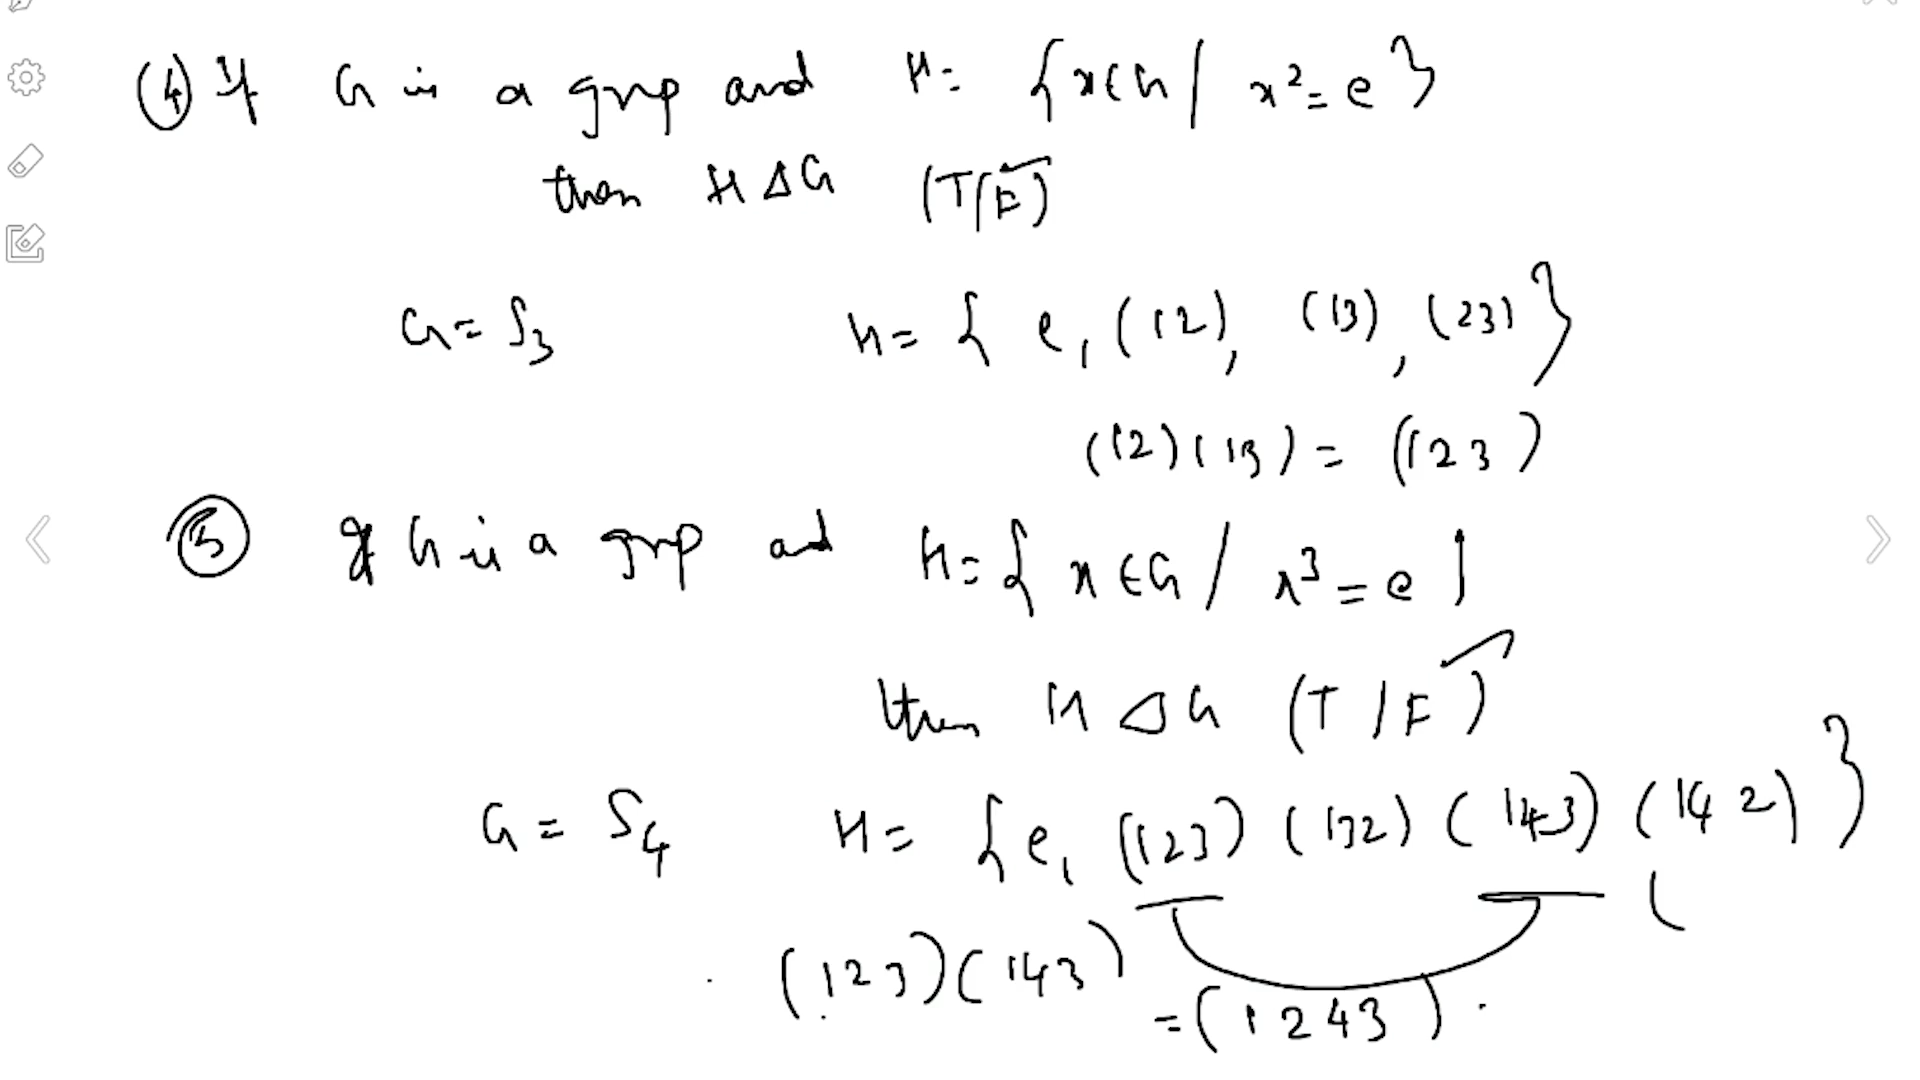 (4) If G is a grp and H = {x∈G / x² = e}
then H Δ G (T/F)
G = S₃ H = { e, (12), (13), (23) }
(12)(13) = (123)
(5) If G is a grp and H = { x ∈ G / x³ = e }
then H Δ G (T/F)
G = S₄ H = { e, (123) (132) (143) (142) }
(123)(143) = (1243)